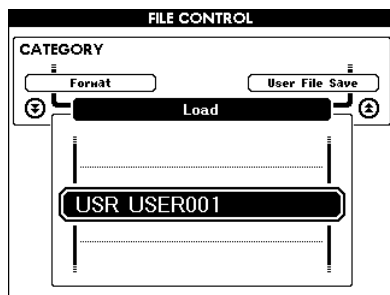 FILE CONTROL
CATEGORY
Format
User File Save
Load
USR USER001